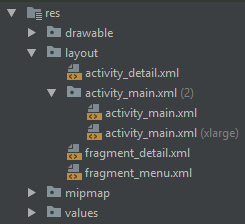 res
drawable
layout
activity_detail.xml
activity_main.xml (2)
activity_main.xml
activity_main.xml (xlarge)
fragment_detail.xml
fragment_menu.xml
mipmap
values